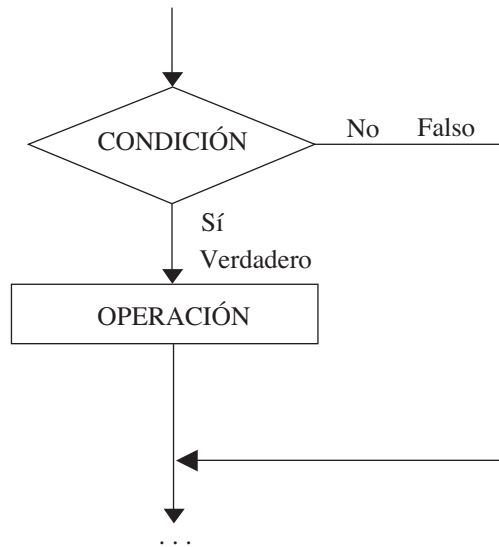 CONDICIÓN
No Falso
Sí
Verdadero
OPERACIÓN
. . .